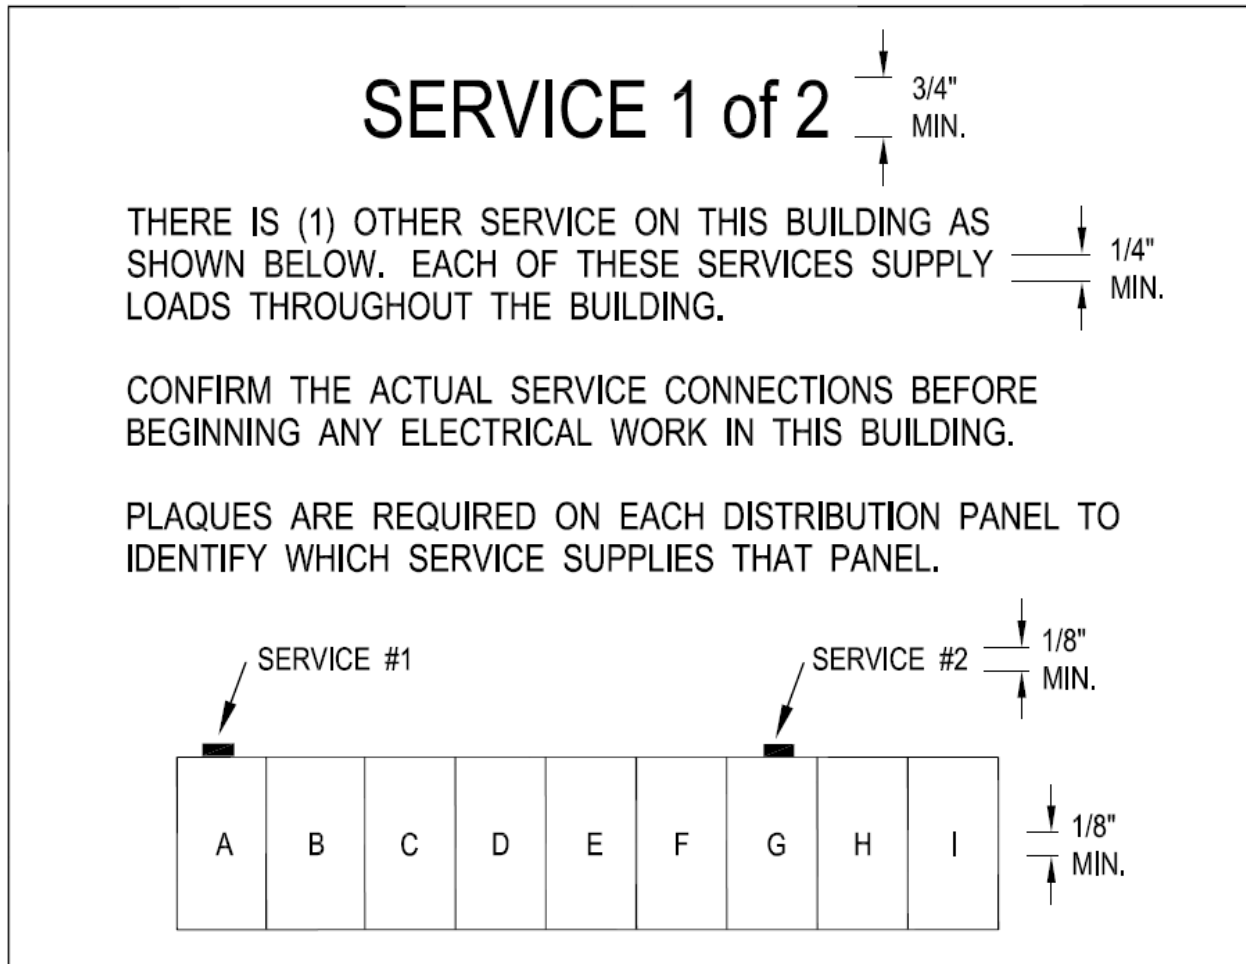 SERVICE 1 of 2
3/4"
MIN.
THERE IS (1) OTHER SERVICE ON THIS BUILDING AS
SHOWN BELOW. EACH OF THESE SERVICES SUPPLY
LOADS THROUGHOUT THE BUILDING.
1/4"
MIN.
CONFIRM THE ACTUAL SERVICE CONNECTIONS BEFORE
BEGINNING ANY ELECTRICAL WORK IN THIS BUILDING.
PLAQUES ARE REQUIRED ON EACH DISTRIBUTION PANEL TO
IDENTIFY WHICH SERVICE SUPPLIES THAT PANEL.
SERVICE #1
SERVICE #2
1/8"
MIN.
A B C D E F G H I
1/8"
MIN.